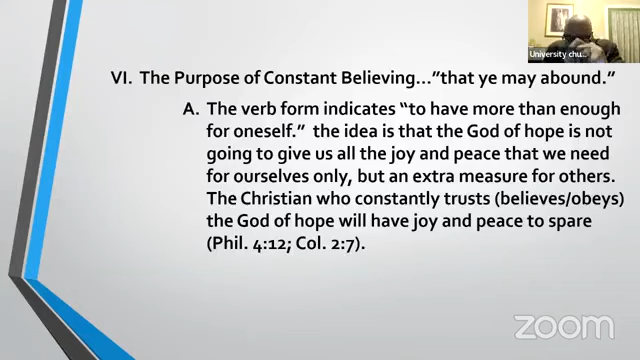 University chu...
VI. The Purpose of Constant Believing…"that ye may abound."
A. The verb form indicates "to have more than enough
for oneself." the idea is that the God of hope is not
going to give us all the joy and peace that we need
for ourselves only, but an extra measure for others.
The Christian who constantly trusts (believes/obeys)
the God of hope will have joy and peace to spare
(Phil. 4:12; Col. 2:7).
zoom